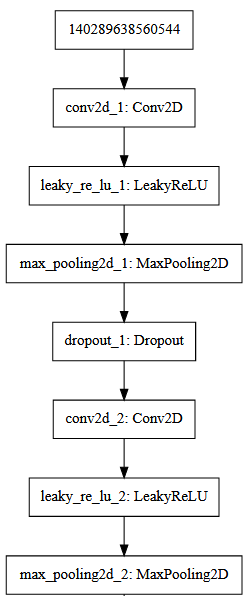 140289638560544
conv2d_1: Conv2D
leaky_re_lu_1: LeakyReLU
max_pooling2d_1: MaxPooling2D
dropout_1: Dropout
conv2d_2: Conv2D
leaky_re_lu_2: LeakyReLU
max_pooling2d_2: MaxPooling2D